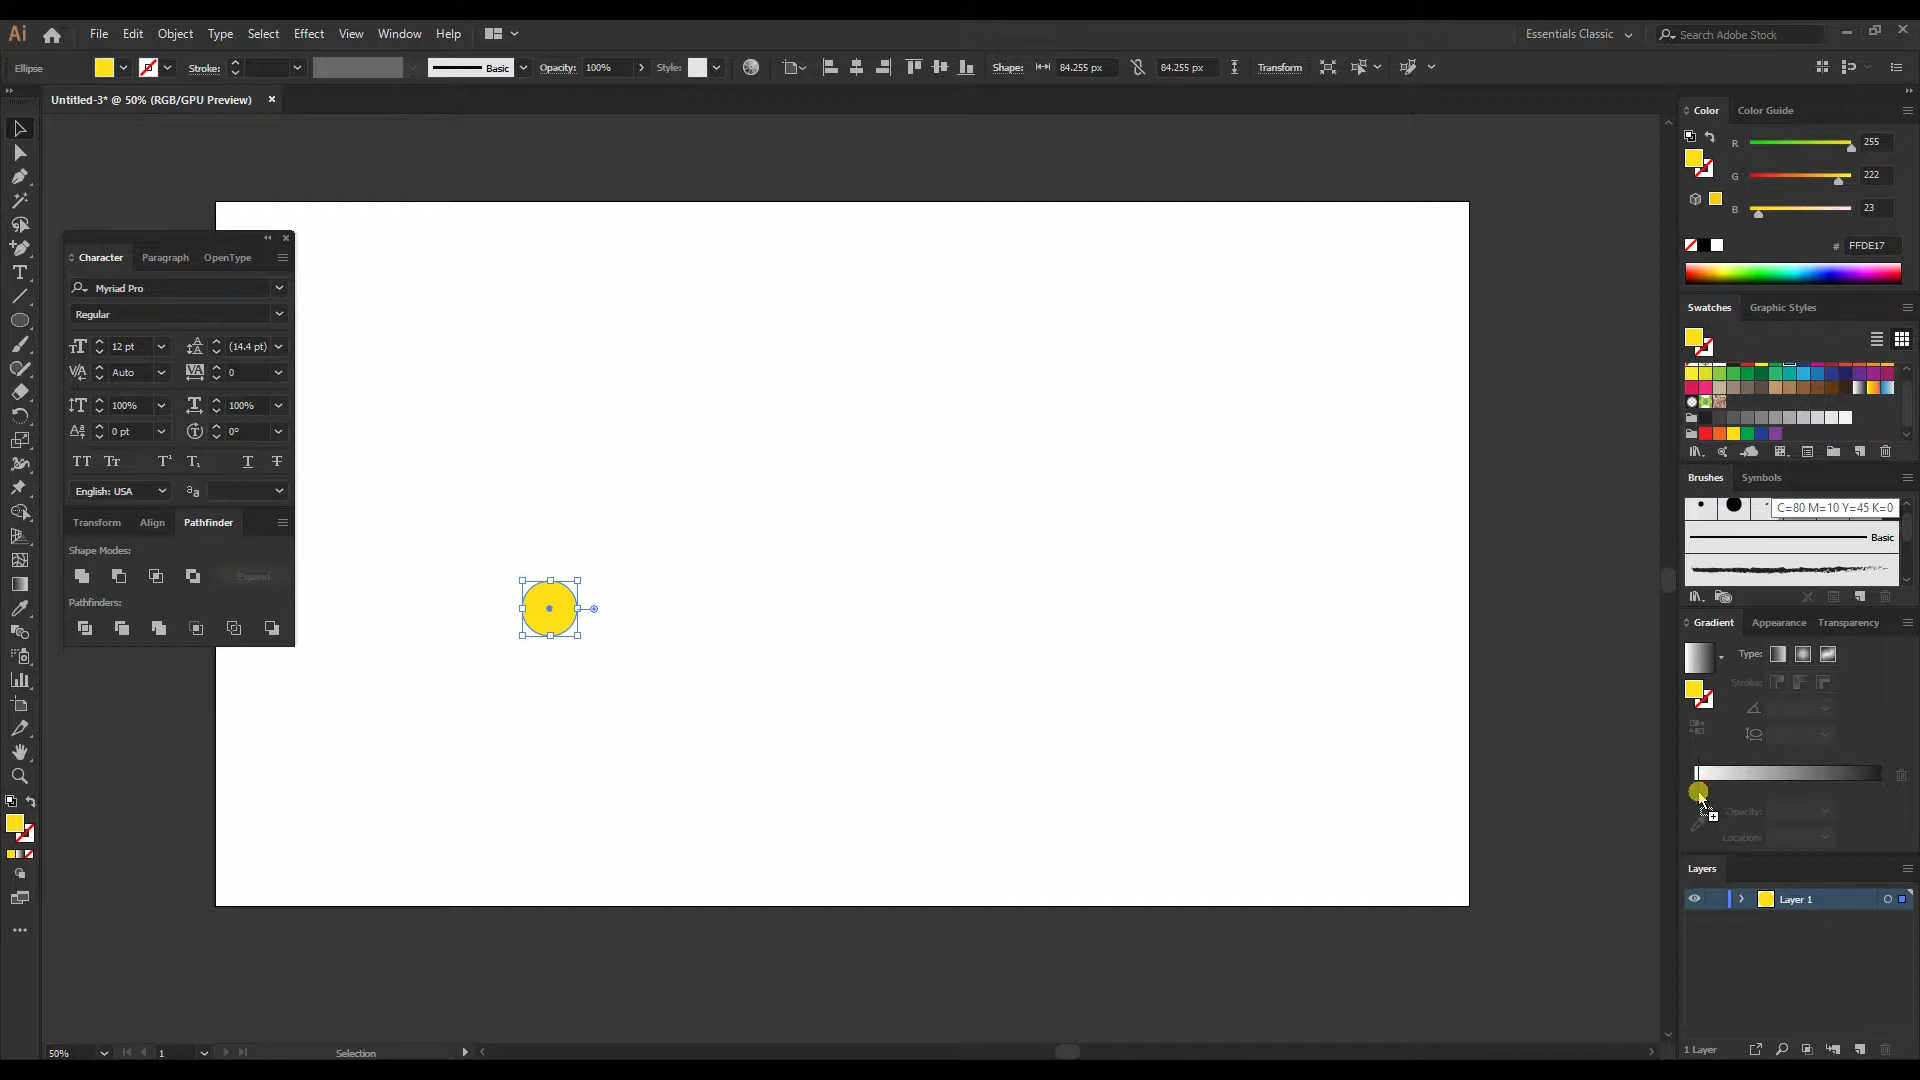 Ai File Edit Object Type Select Effect View Window Help Essentials Classic Search Adobe Stock
Ellipse Stroke: Basic Opacity: 100% Style: Shape: 84.255 px 84.255 px Transform
Untitled-3* @ 50% (RGB/GPU Preview)
Character Paragraph OpenType
Myriad Pro
Regular
12 pt (14.4 pt)
Auto 0
100% 100%
0 pt 0°
English: USA
Transform Align Pathfinder
Shape Modes:
Expand
Pathfinders:
Color Color Guide
R 255
G 222
B 23
# FFDE17
Swatches Graphic Styles
Brushes Symbols
C=80 M=10 Y=45 K=0
Basic
Gradient Appearance Transparency
Type:
Stroke:
Opacity:
Location:
Layers
Layer 1
1 Layer
50% 1 Selection